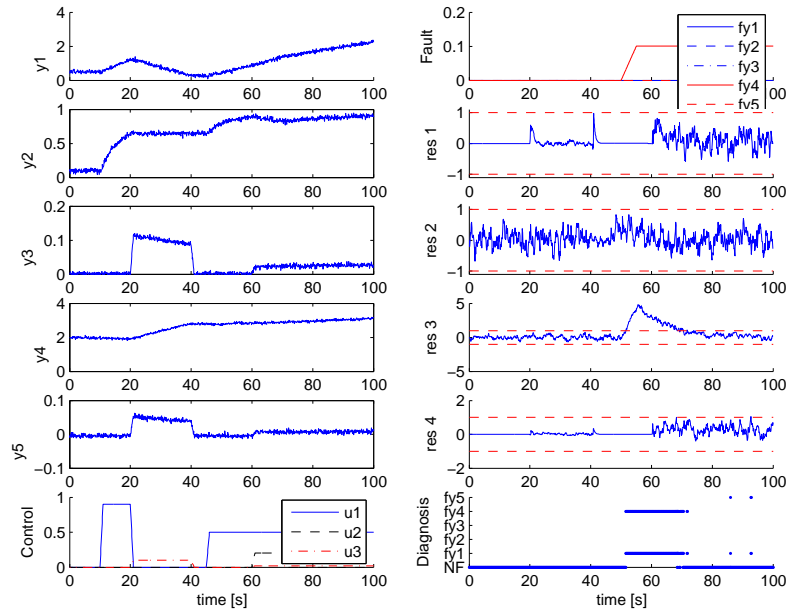 y1
4
2
0
0 20 40 60 80 100
y2
1
0.5
0
0 20 40 60 80 100
y3
0.2
0.1
0
0 20 40 60 80 100
y4
4
2
0
0 20 40 60 80 100
y5
0.1
0
−0.1
0 20 40 60 80 100
Control
1
0.5
0
u1
u2
u3
0 20 40 60 80 100
time [s]
Fault
0.2
0.1
0
fy1
fy2
fy3
fy4
fy5
0 20 40 60 80 100
res 1
1
0
−1
0 20 40 60 80 100
res 2
1
0
−1
0 20 40 60 80 100
res 3
5
0
−5
0 20 40 60 80 100
res 4
2
0
2
0 20 40 60 80 100
Diagnosis
fy5
fy4
fy3
fy2
fy1
NF
0 20 40 60 80 100
time [s]